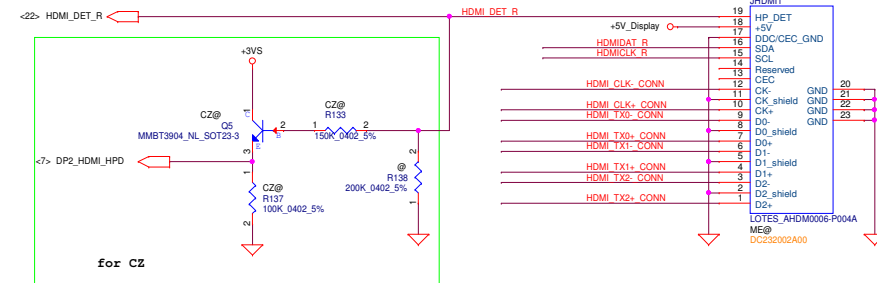 <22> HDMI_DET_R
HDMI_DET_R
JHDMI1
19 HP_DET
+5V_Display
18 +5V
17 DDC/CEC_GND
HDMIDAT_R
16 SDA
HDMICLK_R
15 SCL
14 Reserved
13 CEC
HDMI_CLK-_CONN
12 CK- GND 20
11 CK_shield GND 21
HDMI_CLK+_CONN
10 CK+ GND 22
HDMI_TX0-_CONN
9 D0- GND 23
8 D0_shield
HDMI_TX0+_CONN
7 D0+
HDMI_TX1-_CONN
6 D1-
5 D1_shield
HDMI_TX1+_CONN
4 D1+
HDMI_TX2-_CONN
3 D2-
2 D2_shield
HDMI_TX2+_CONN
1 D2+
LOTES_AHDM0006-P004A
ME@
DC232002A00
+3VS
1
C
CZ@
Q5
MMBT3904_NL_SOT23-3
2
B
3
E
CZ@
R133
1 2
150K_0402_5%
<7> DP2_HDMI_HPD
1
CZ@
R137
100K_0402_5%
2
2
@
R138
200K_0402_5%
1
for CZ